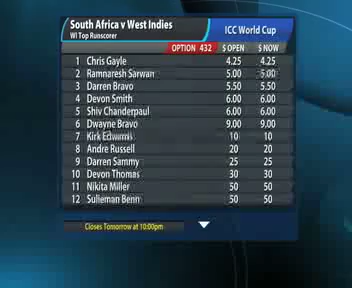 South Africa v West Indies
WI Top Runscorer
ICC World Cup
OPTION 432 $ OPEN $ NOW
1 Chris Gayle 4.25 4.25
2 Ramnaresh Sarwan 5.00 5.00
3 Darren Bravo 5.50 5.50
4 Devon Smith 6.00 6.00
5 Shiv Chanderpaul 6.00 6.00
6 Dwayne Bravo 9.00 9.00
7 Kirk Edwards 10 10
8 Andre Russell 20 20
9 Darren Sammy 25 25
10 Devon Thomas 30 30
11 Nikita Miller 50 50
12 Sulieman Benn 50 50
Closes Tomorrow at 10:00pm